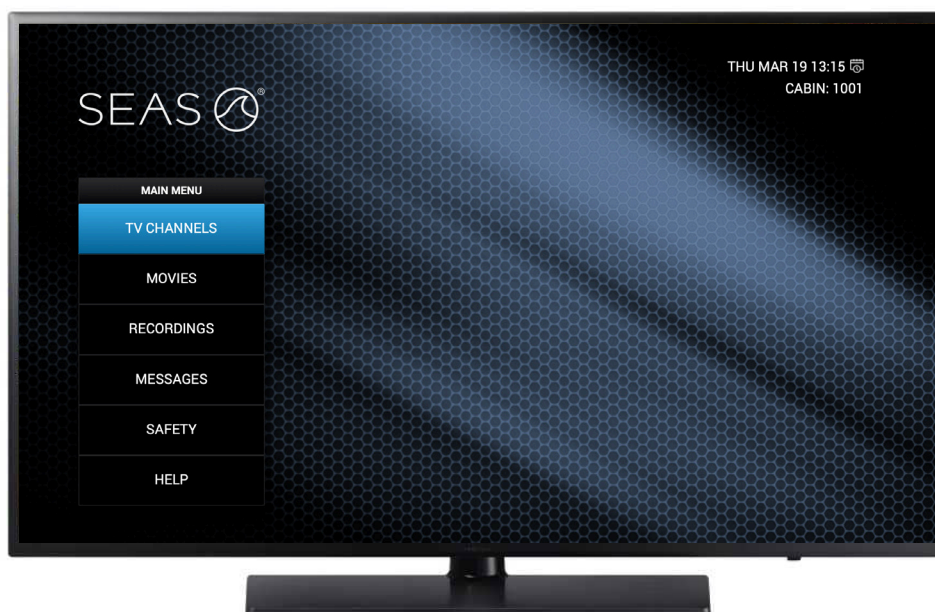 THU MAR 19 13:15
CABIN: 1001
SEAS ®
MAIN MENU
TV CHANNELS
MOVIES
RECORDINGS
MESSAGES
SAFETY
HELP